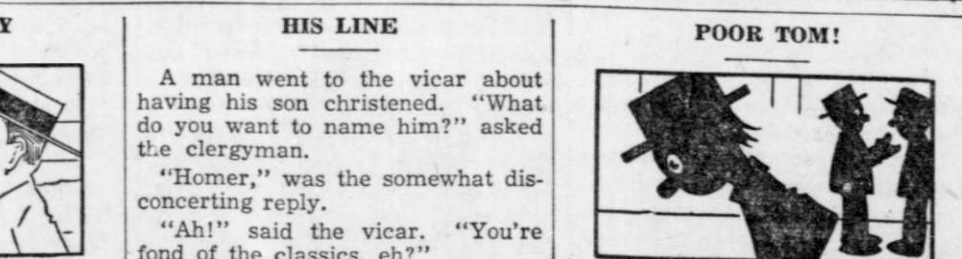 Y
HIS LINE
A man went to the vicar about
having his son christened. "What
do you want to name him?" asked
the clergyman.
"Homer," was the somewhat dis-
concerting reply.
"Ah!" said the vicar. "You're
fond of the classics, eh?"
POOR TOM!